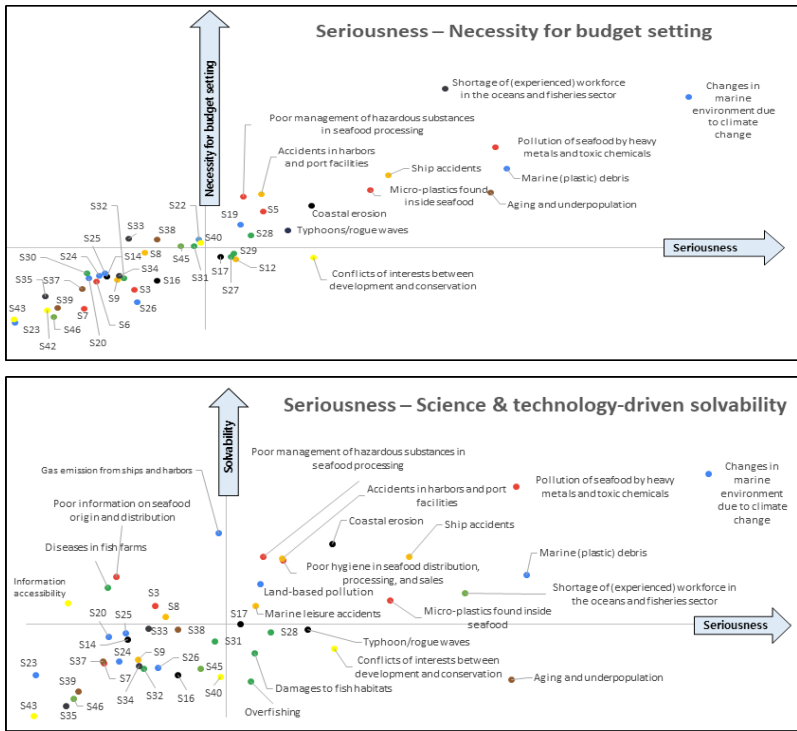 Seriousness – Necessity for budget setting
Necessity for budget setting
Shortage of (experienced) workforce
in the oceans and fisheries sector
Changes in
marine
environment due
to climate
change
Poor management of hazardous substances
in seafood processing
Accidents in harbors
and port facilities
Pollution of seafood by heavy
metals and toxic chemicals
Ship accidents
Marine (plastic) debris
Micro-plastics found
inside seafood
Aging and underpopulation
S32
S33
S38
S22
S19
S5
Coastal erosion
S40
S28
Typhoons/rogue waves
S30
S24
S25
S14
S8
S45
S29
Seriousness
S35
S37
S34
S16
S31
S17
S12
S9
S3
S27
Conflicts of interests between
development and conservation
S43
S39
S7
S26
S23
S46
S6
S42
S20
Seriousness – Science & technology-driven solvability
Solvability
Poor management of hazardous substances in
seafood processing
Gas emission from ships and harbors
Accidents in harbors and port
facilities
Pollution of seafood by heavy
metals and toxic chemicals
Changes in
marine
environment due
to climate
change
Poor information on seafood
origin and distribution
Coastal erosion
Ship accidents
Diseases in fish farms
Marine (plastic) debris
Poor hygiene in seafood distribution,
processing, and sales
Information
accessibility
S3
Land-based pollution
Shortage of (experienced) workforce in
the oceans and fisheries sector
S8
S17
Marine leisure accidents
Micro-plastics found inside
seafood
S20
S25
Seriousness
S14
S33
S38
S31
S28
Typhoon/rogue waves
S24
S9
S26
S45
Conflicts of interests between
development and conservation
S23
S37
S7
Damages to fish habitats
Aging and underpopulation
S39
S34
S32
S16
S40
S46
Overfishing
S43
S35